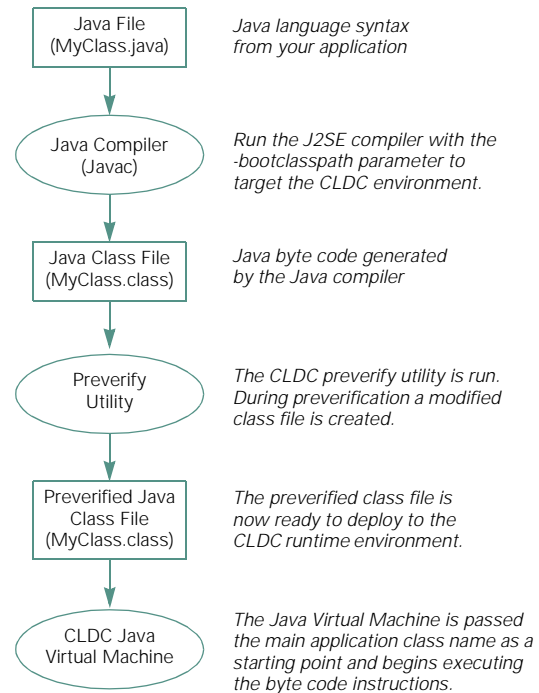 Java File
(MyClass.java)
Java language syntax
from your application
Java Compiler
(Javac)
Run the J2SE compiler with the
-bootclasspath parameter to
target the CLDC environment.
Java Class File
(MyClass.class)
Java byte code generated
by the Java compiler
Preverify
Utility
The CLDC preverify utility is run.
During preverification a modified
class file is created.
Preverified Java
Class File
(MyClass.class)
The preverified class file is
now ready to deploy to the
CLDC runtime environment.
CLDC Java
Virtual Machine
The Java Virtual Machine is passed
the main application class name as a
starting point and begins executing
the byte code instructions.